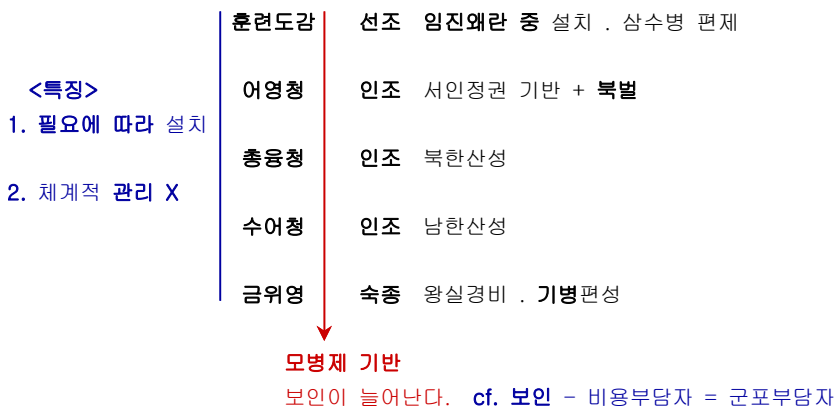 훈련도감 선조 임진왜란 중 설치 . 삼수병 편제
<특징> 어영청 인조 서인정권 기반 + 북벌
1. 필요에 따라 설치
총융청 인조 북한산성
2. 체계적 관리 X
수어청 인조 남한산성
금위영 숙종 왕실경비 . 기병편성
모병제 기반
보인이 늘어난다. cf. 보인 - 비용부담자 = 군포부담자